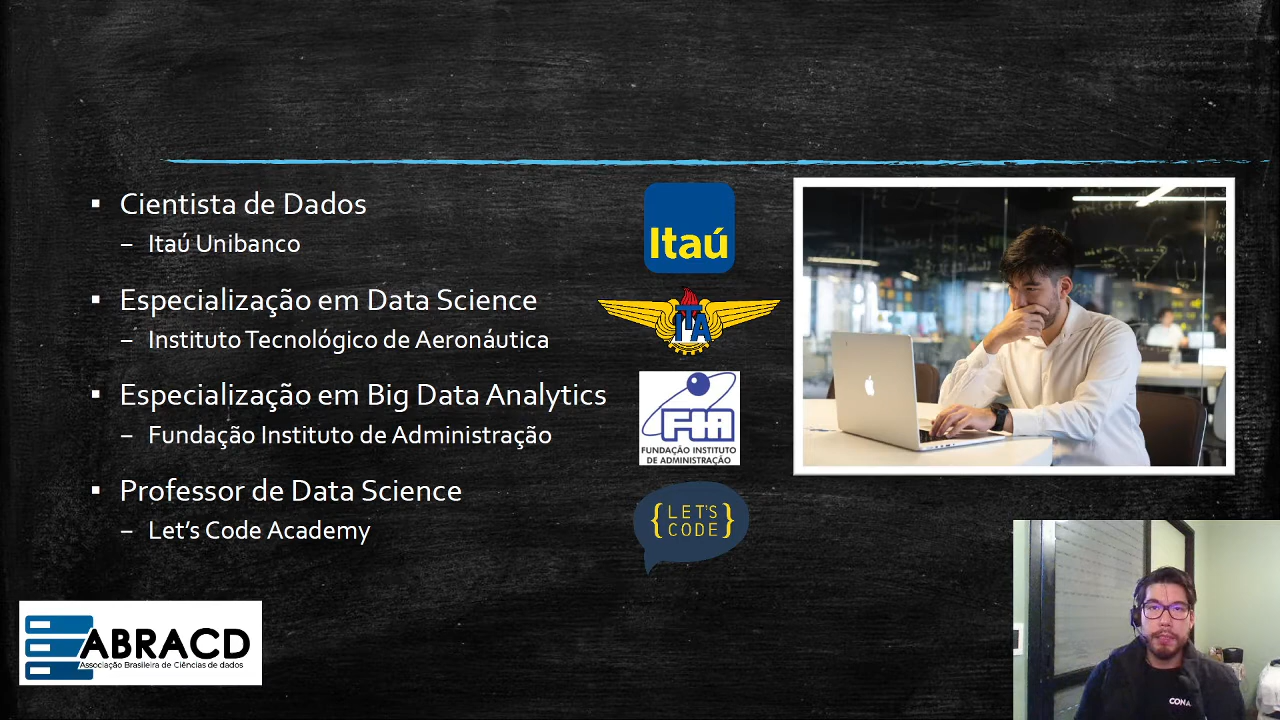 Cientista de Dados
– Itaú Unibanco
Itaú
Especialização em Data Science
– Instituto Tecnológico de Aeronáutica
ITA
Especialização em Big Data Analytics
– Fundação Instituto de Administração
FIA
FUNDAÇÃO INSTITUTO
DE ADMINISTRAÇÃO
Professor de Data Science
– Let’s Code Academy
{LET'S
CODE}
ABRACD
Associação Brasileira de Ciências de dados
CONA